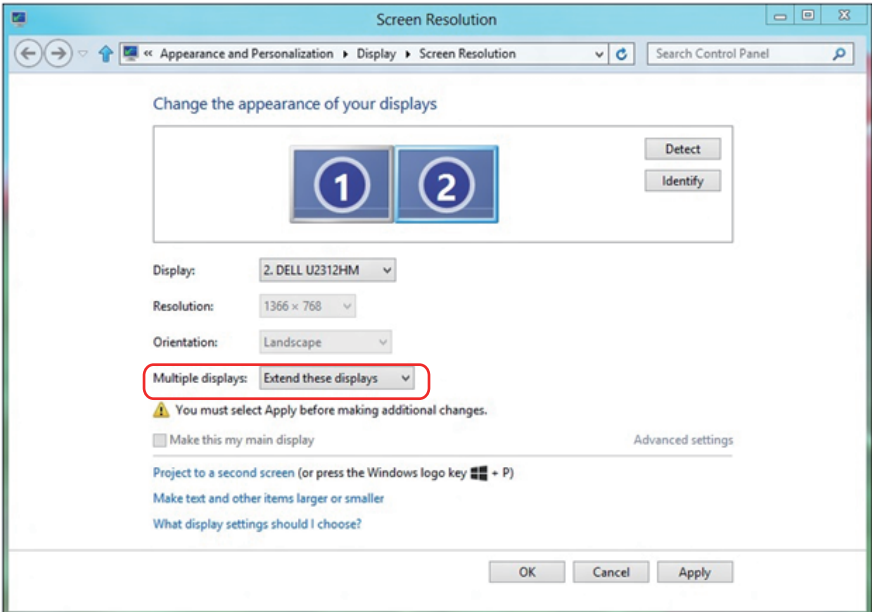 Screen Resolution
« Appearance and Personalization Display Screen Resolution Search Control Panel
Change the appearance of your displays
1 2
Detect
Identify
Display: 2. DELL U2312HM
Resolution: 1366 × 768
Orientation: Landscape
Multiple displays: Extend these displays
You must select Apply before making additional changes.
Make this my main display Advanced settings
Project to a second screen (or press the Windows logo key + P)
Make text and other items larger or smaller
What display settings should I choose?
OK Cancel Apply